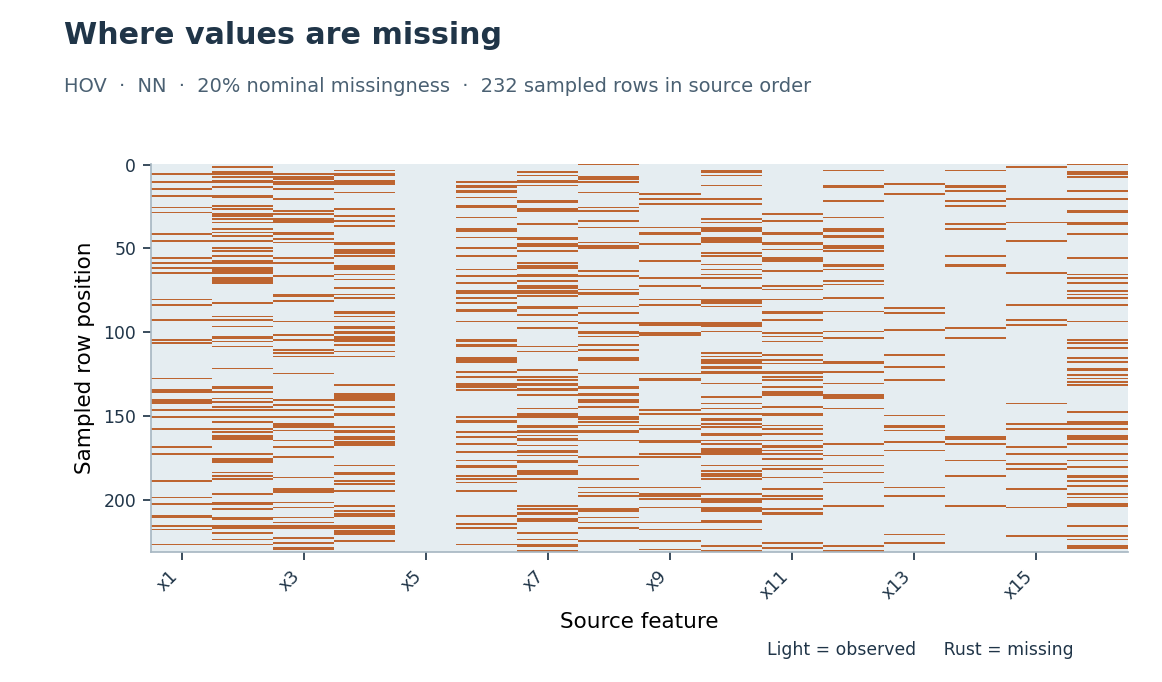 Where values are missing
HOV · NN · 20% nominal missingness · 232 sampled rows in source order
0
50
100
150
200
Sampled row position
x1
x3
x5
x7
x9
x11
x13
x15
Source feature
Light = observed Rust = missing